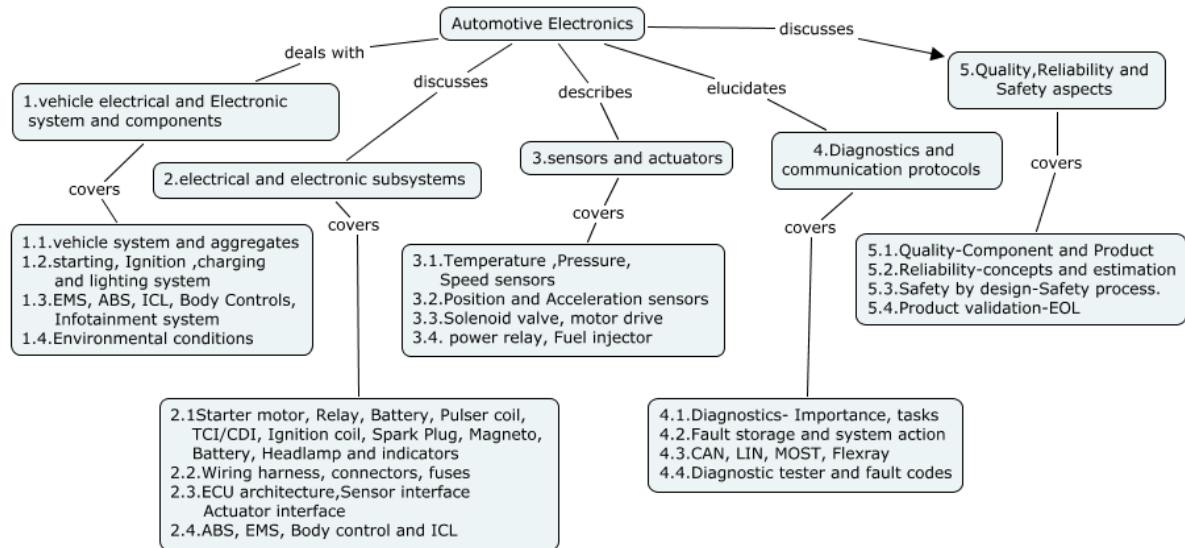 Automotive Electronics
deals with
discusses
describes
elucidates
discusses
1.vehicle electrical and Electronic
system and components
2.electrical and electronic subsystems
3.sensors and actuators
4.Diagnostics and
communication protocols
5.Quality,Reliability and
Safety aspects
covers
covers
covers
covers
covers
1.1.vehicle system and aggregates
1.2.starting, Ignition ,charging
and lighting system
1.3.EMS, ABS, ICL, Body Controls,
Infotainment system
1.4.Environmental conditions
2.1Starter motor, Relay, Battery, Pulser coil,
TCI/CDI, Ignition coil, Spark Plug, Magneto,
Battery, Headlamp and indicators
2.2.Wiring harness, connectors, fuses
2.3.ECU architecture,Sensor interface
Actuator interface
2.4.ABS, EMS, Body control and ICL
3.1.Temperature ,Pressure,
Speed sensors
3.2.Position and Acceleration sensors
3.3.Solenoid valve, motor drive
3.4. power relay, Fuel injector
4.1.Diagnostics- Importance, tasks
4.2.Fault storage and system action
4.3.CAN, LIN, MOST, Flexray
4.4.Diagnostic tester and fault codes
5.1.Quality-Component and Product
5.2.Reliability-concepts and estimation
5.3.Safety by design-Safety process.
5.4.Product validation-EOL